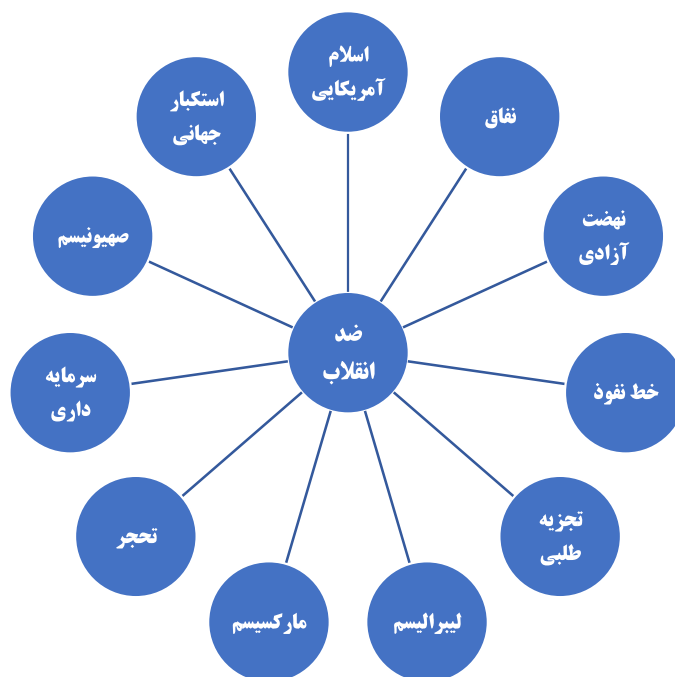 اسلام
آمریکایی
نفاق
نهضت
آزادی
خط نفوذ
تجزیه
طلبی
لیبرالیسم
مارکسیسم
تحجر
سرمایه
داری
صهیونیسم
استکبار
جهانی
ضد
انقلاب